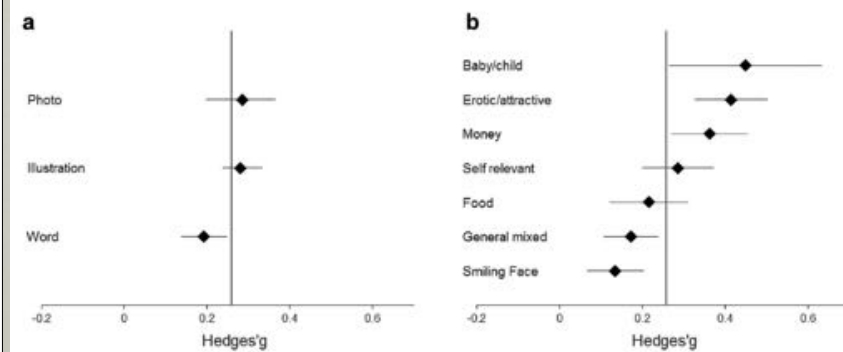 a
Photo
Illustration
Word
-0.2 0 0.2 0.4 0.6
Hedges'g
b
Baby/child
Erotic/attractive
Money
Self relevant
Food
General mixed
Smiling Face
-0.2 0 0.2 0.4 0.6
Hedges'g